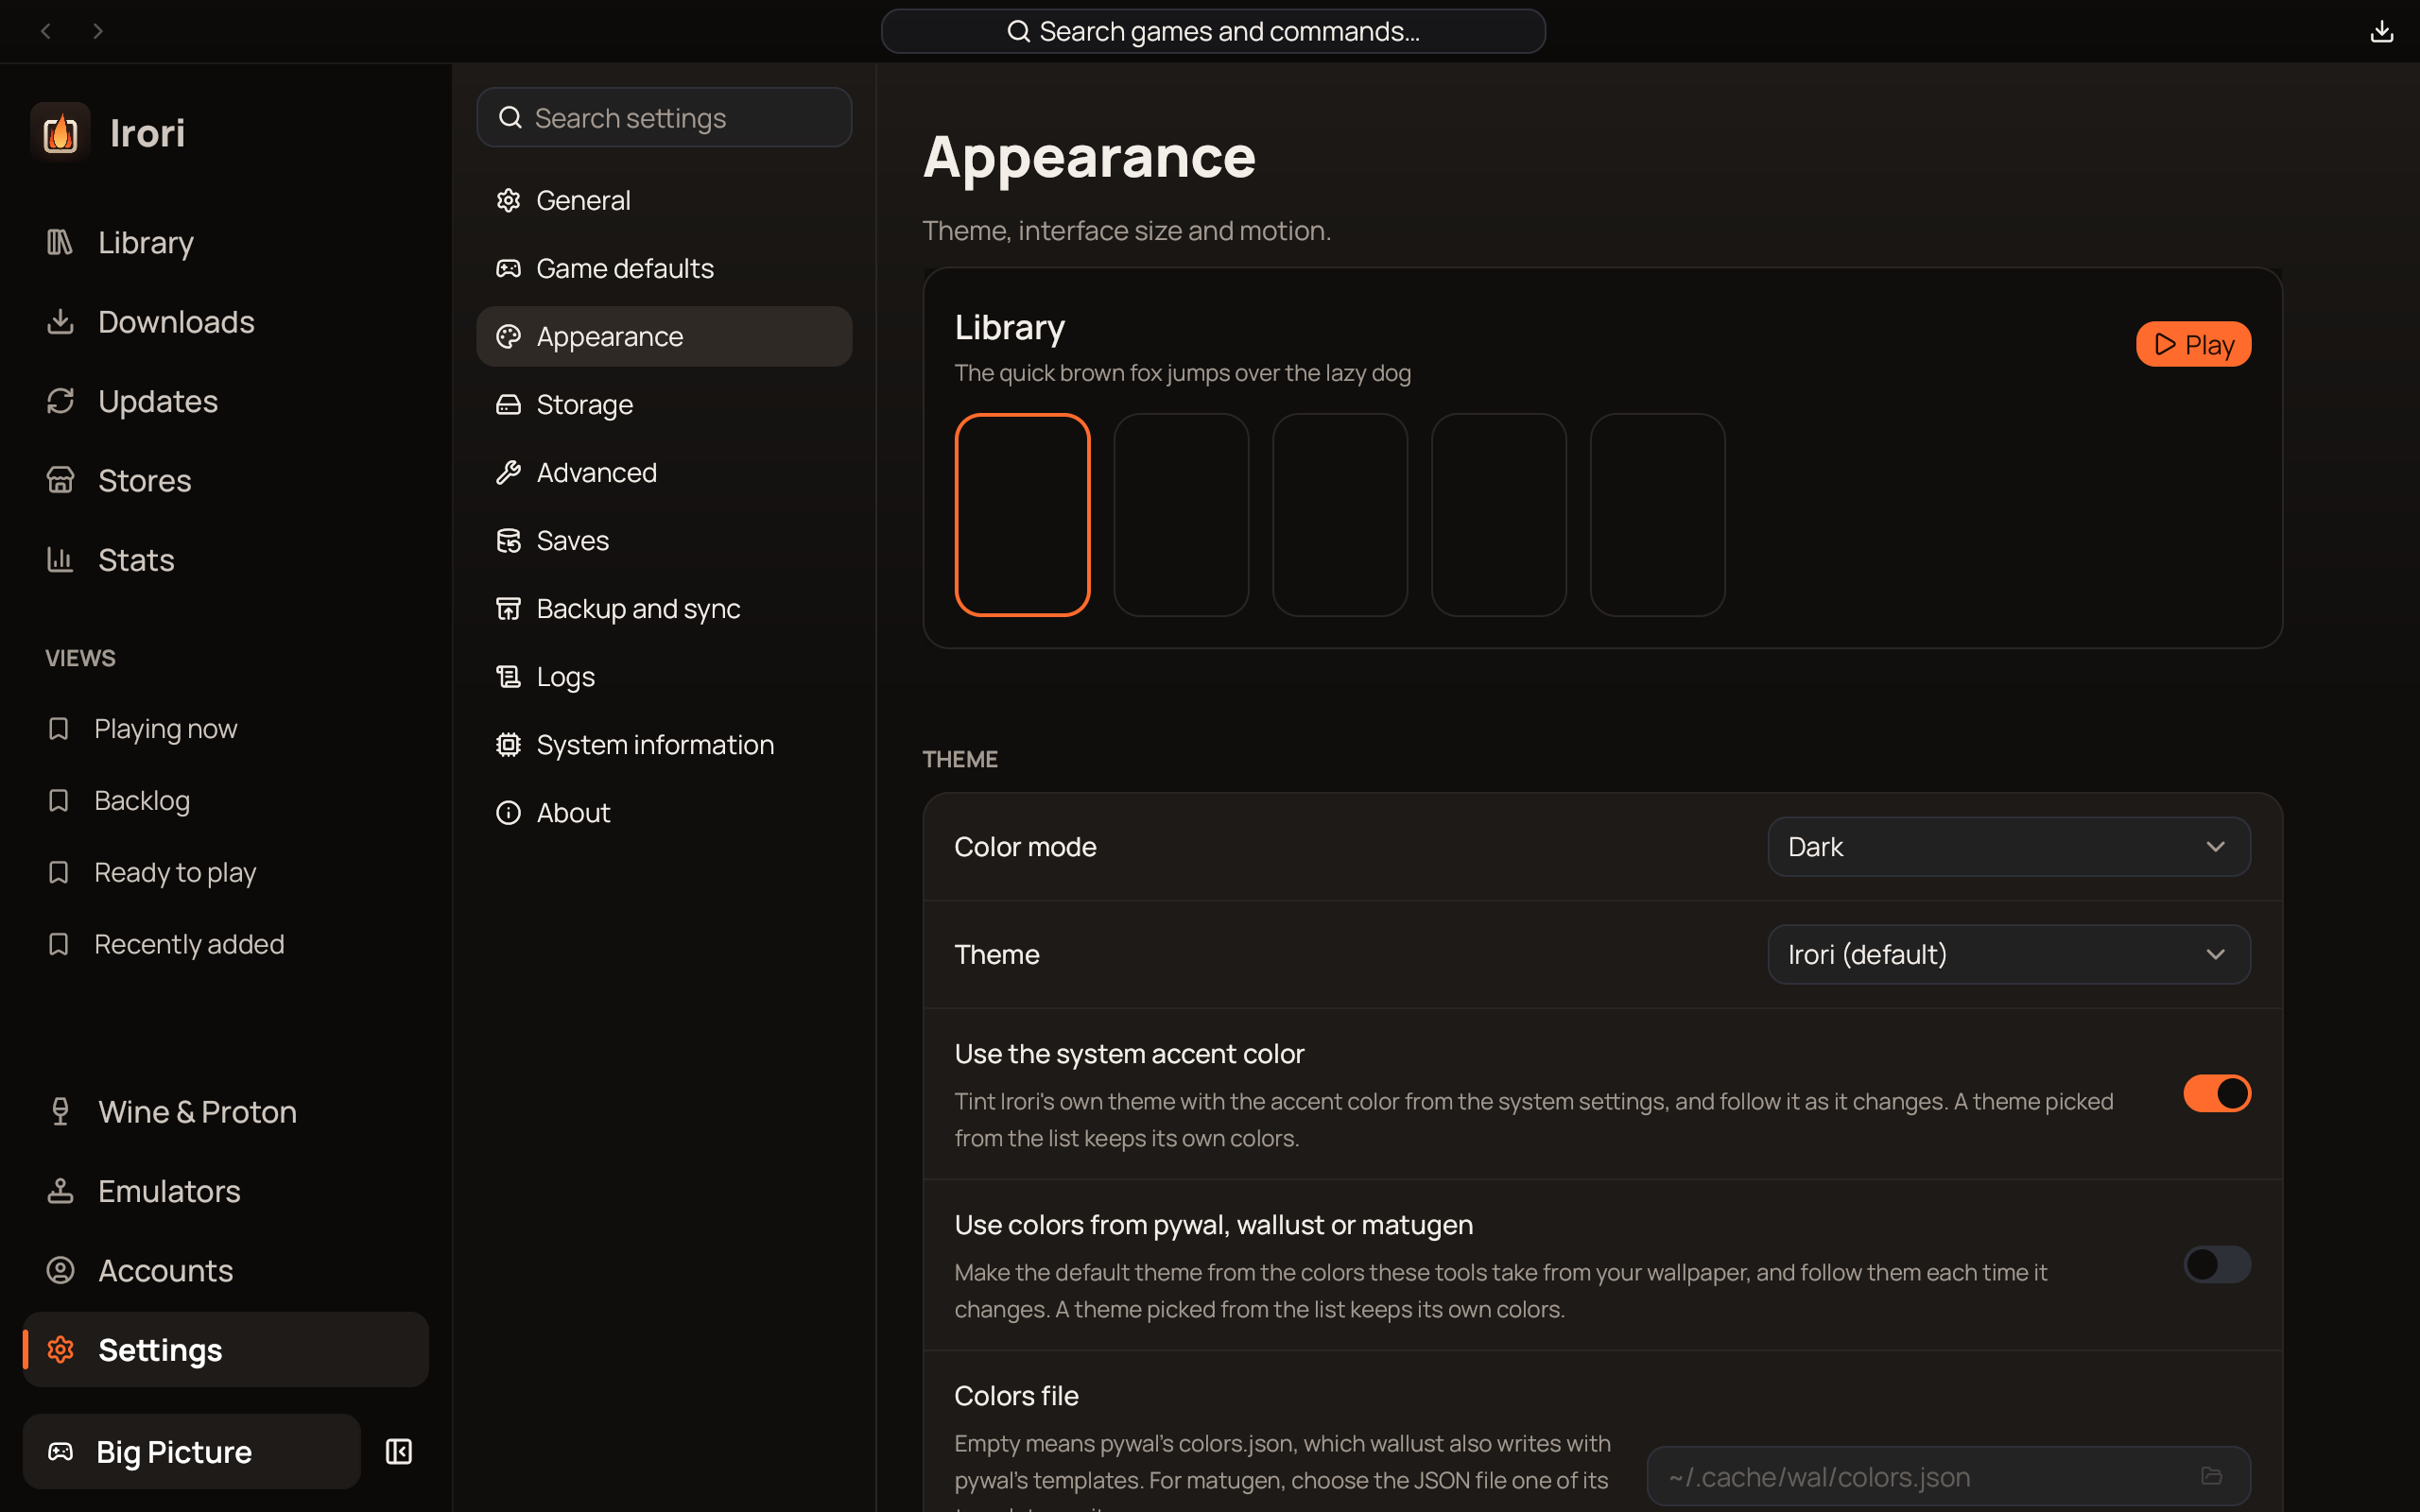 Search games and commands...
Irori
Library
Downloads
Updates
Stores
Stats
VIEWS
Playing now
Backlog
Ready to play
Recently added
Wine & Proton
Emulators
Accounts
Settings
Big Picture
Search settings
General
Game defaults
Appearance
Storage
Advanced
Saves
Backup and sync
Logs
System information
About
Appearance
Theme, interface size and motion.
Library
The quick brown fox jumps over the lazy dog
Play
THEME
Color mode
Dark
Theme
Irori (default)
Use the system accent color
Tint Irori's own theme with the accent color from the system settings, and follow it as it changes. A theme picked
from the list keeps its own colors.
Use colors from pywal, wallust or matugen
Make the default theme from the colors these tools take from your wallpaper, and follow them each time it
changes. A theme picked from the list keeps its own colors.
Colors file
Empty means pywal's colors.json, which wallust also writes with
pywal's templates. For matugen, choose the JSON file one of its
~/.cache/wal/colors.json